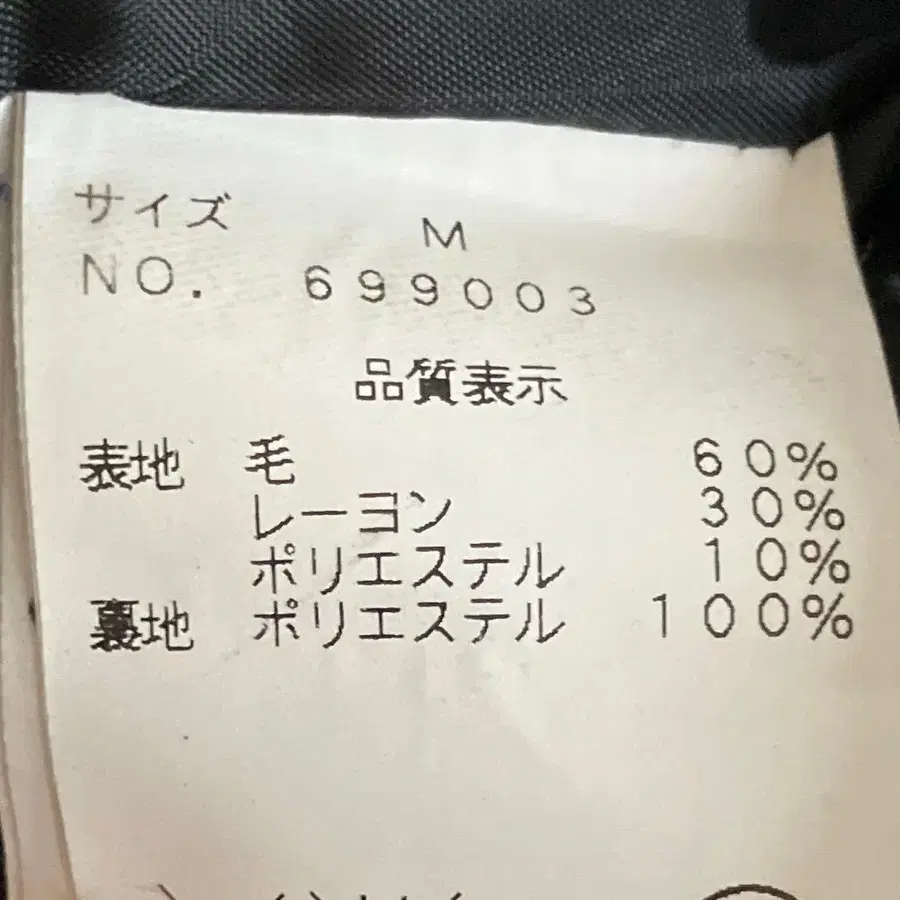 サイズ M
NO. 699003
品質表示
表地 毛 60%
レーヨン 30%
ポリエステル 10%
裏地 ポリエステル 100%